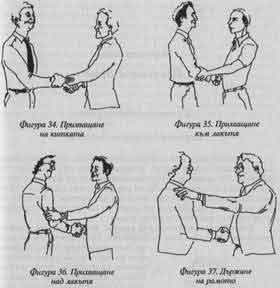 Фигура 34. Прихващане
на китката
Фигура 35. Прихващане
към лакътя
Фигура 36. Прихващане
над лакътя
Фигура 37. Държане
на рамото